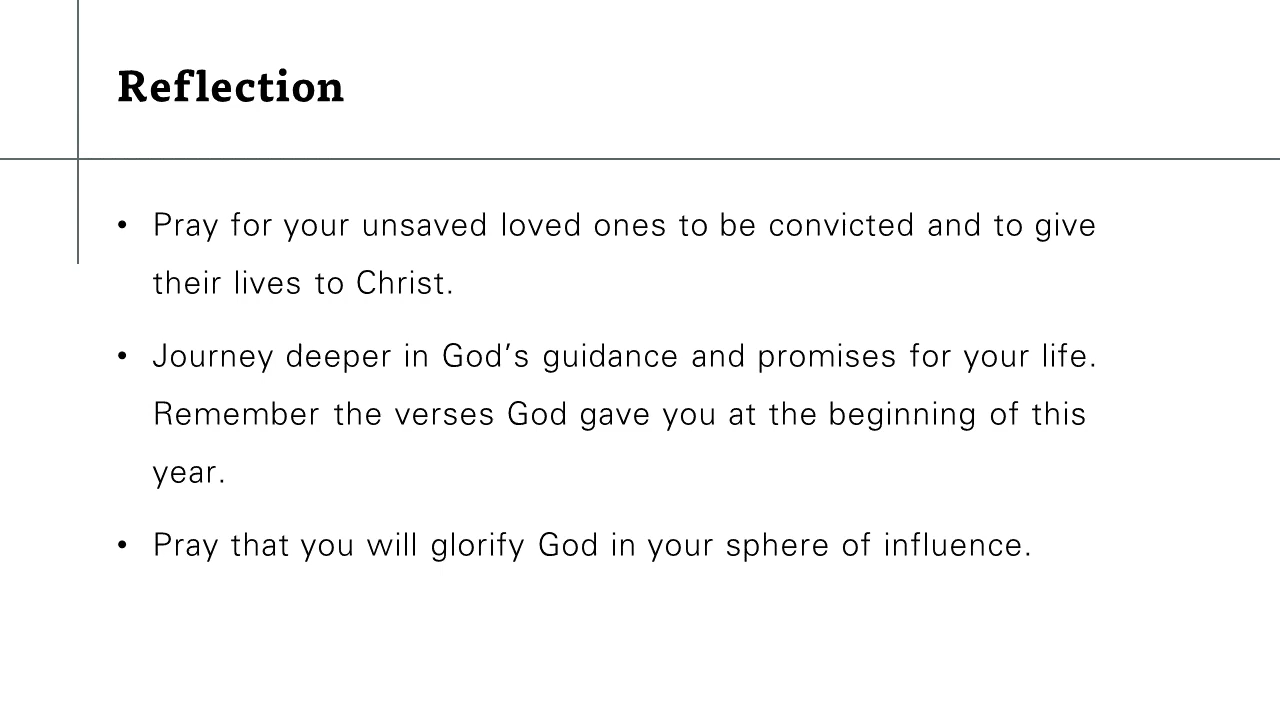 Reflection
• Pray for your unsaved loved ones to be convicted and to give
their lives to Christ.
• Journey deeper in God’s guidance and promises for your life.
Remember the verses God gave you at the beginning of this
year.
• Pray that you will glorify God in your sphere of influence.